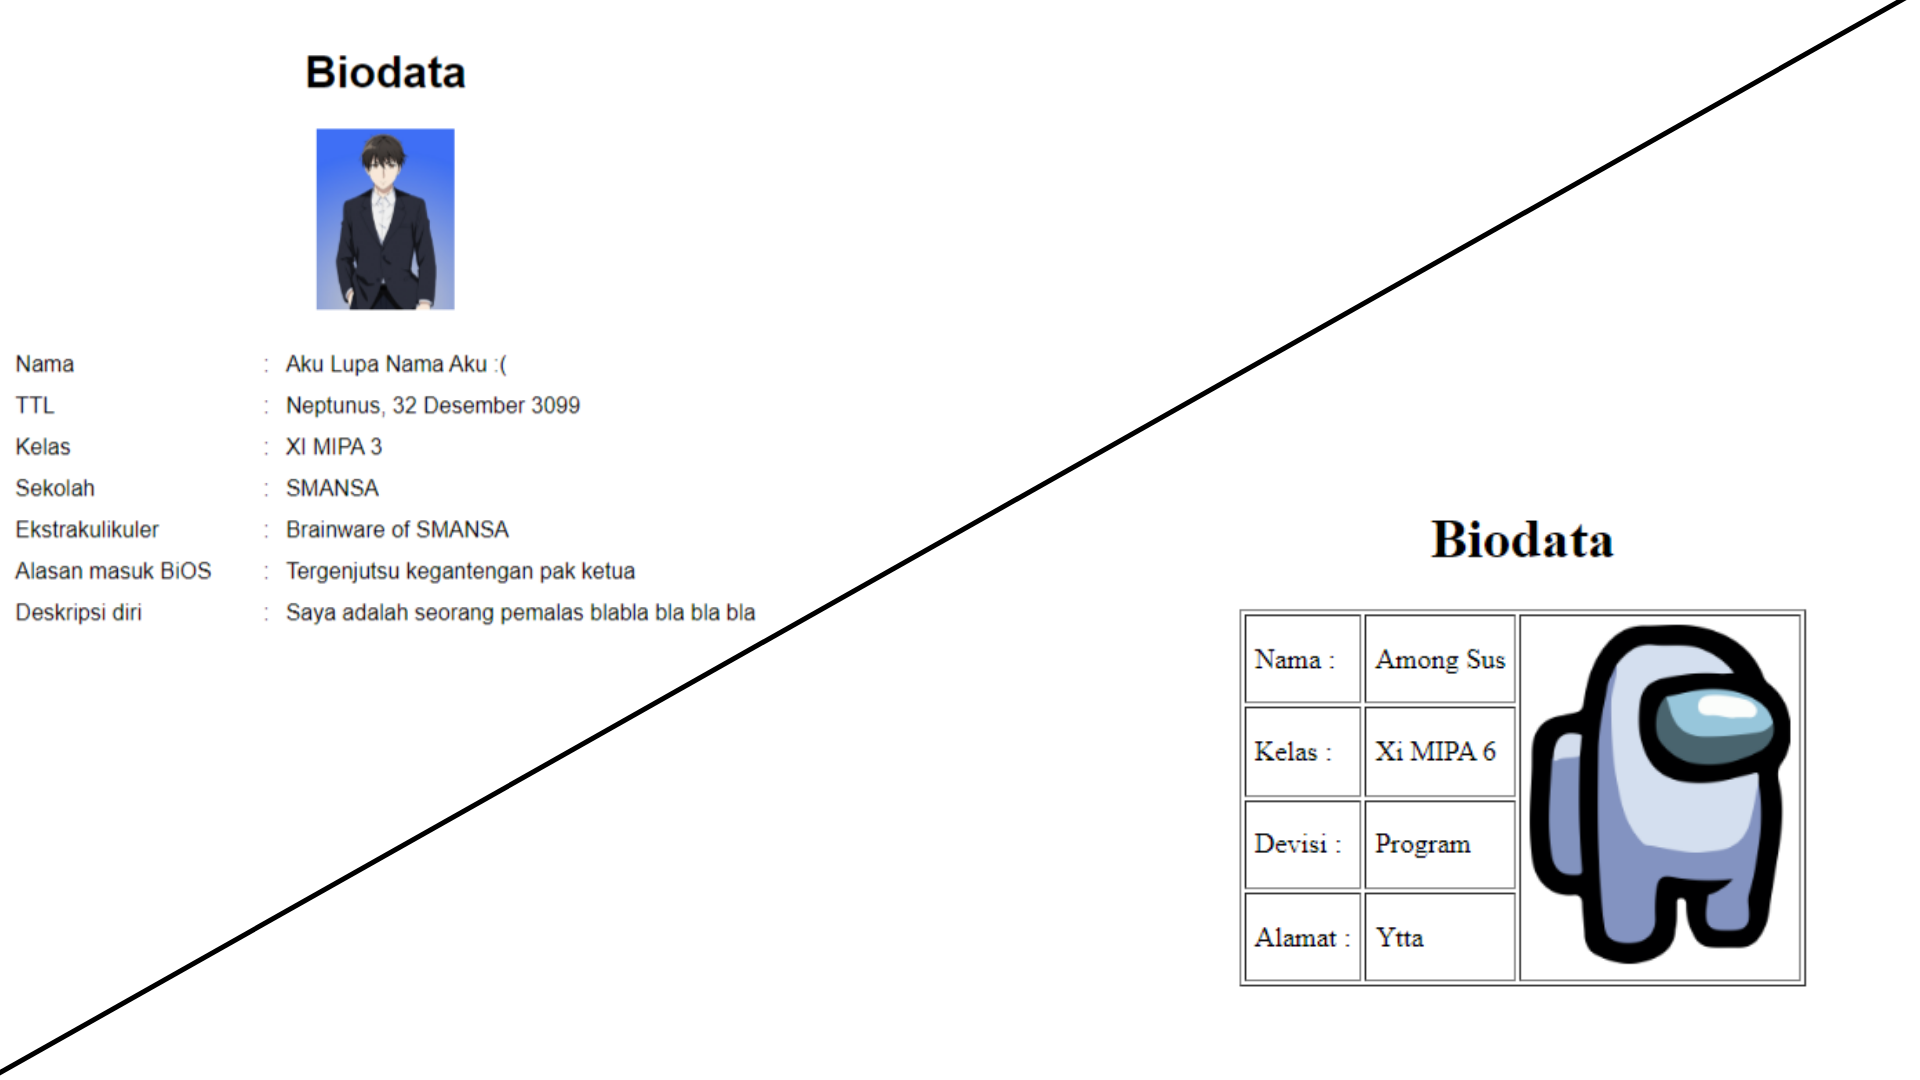 Biodata
Nama : Aku Lupa Nama Aku :(
TTL : Neptunus, 32 Desember 3099
Kelas : XI MIPA 3
Sekolah : SMANSA
Ekstrakulikuler : Brainware of SMANSA
Alasan masuk BiOS : Tergenjutsu kegantengan pak ketua
Deskripsi diri : Saya adalah seorang pemalas blabla bla bla bla
Biodata
Nama : Among Sus
Kelas : Xi MIPA 6
Devisi : Program
Alamat : Ytta